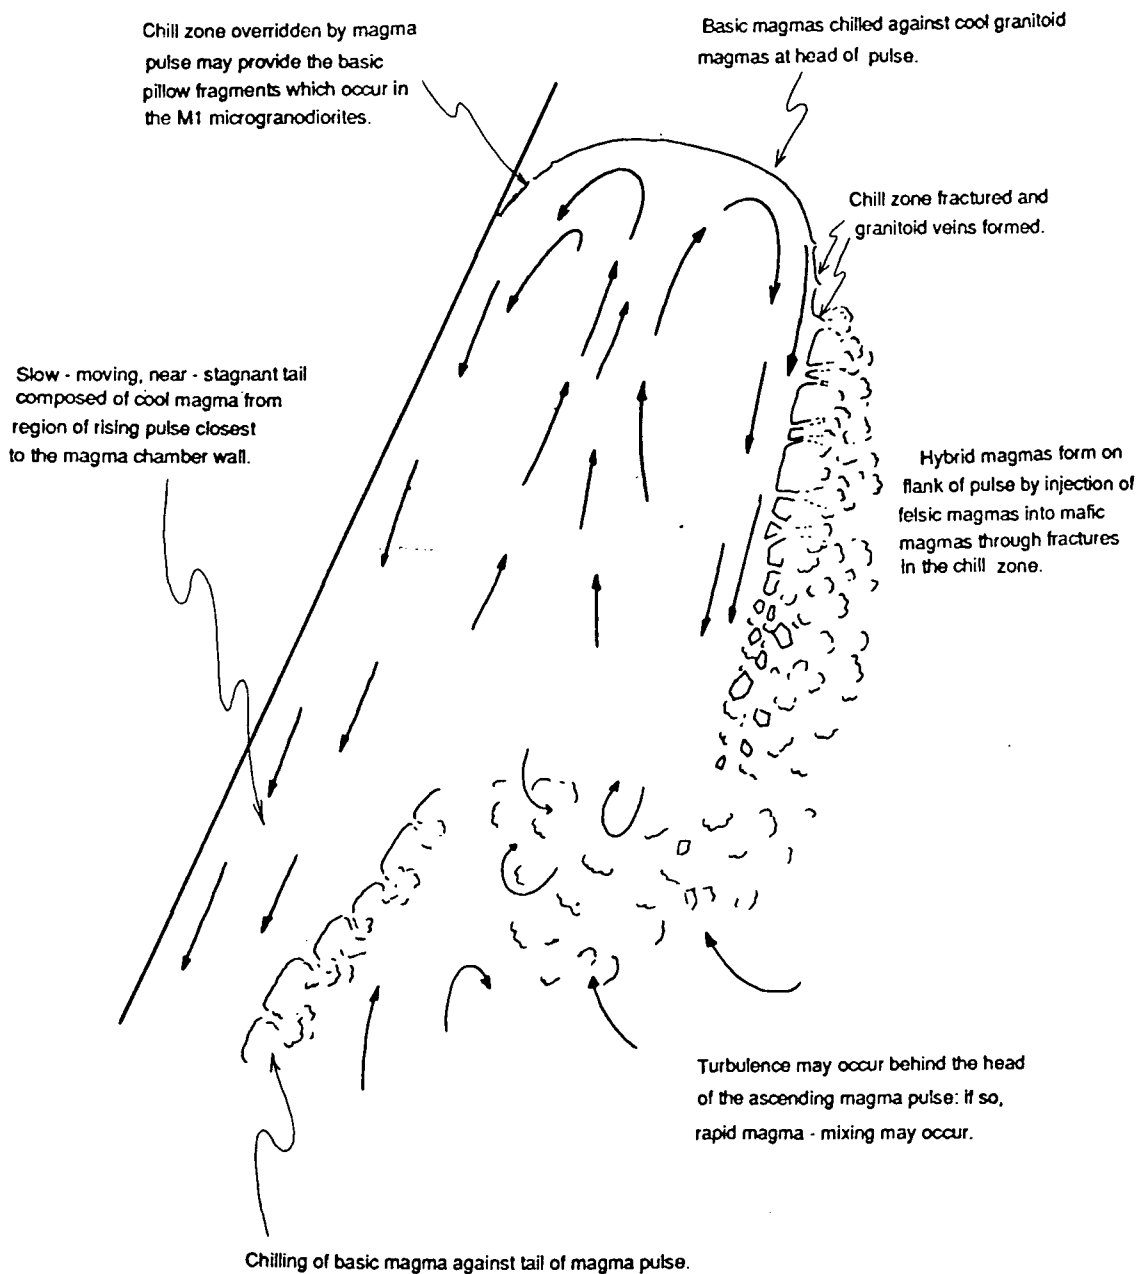 Chill zone overridden by magma
pulse may provide the basic
pillow fragments which occur in
the M1 microgranodiorites.
Basic magmas chilled against cool granitoid
magmas at head of pulse.
Chill zone fractured and
granitoid veins formed.
Slow - moving, near - stagnant tail
composed of cool magma from
region of rising pulse closest
to the magma chamber wall.
Hybrid magmas form on
flank of pulse by injection of
felsic magmas into mafic
magmas through fractures
in the chill zone.
Turbulence may occur behind the head
of the ascending magma pulse: if so,
rapid magma - mixing may occur.
Chilling of basic magma against tail of magma pulse.